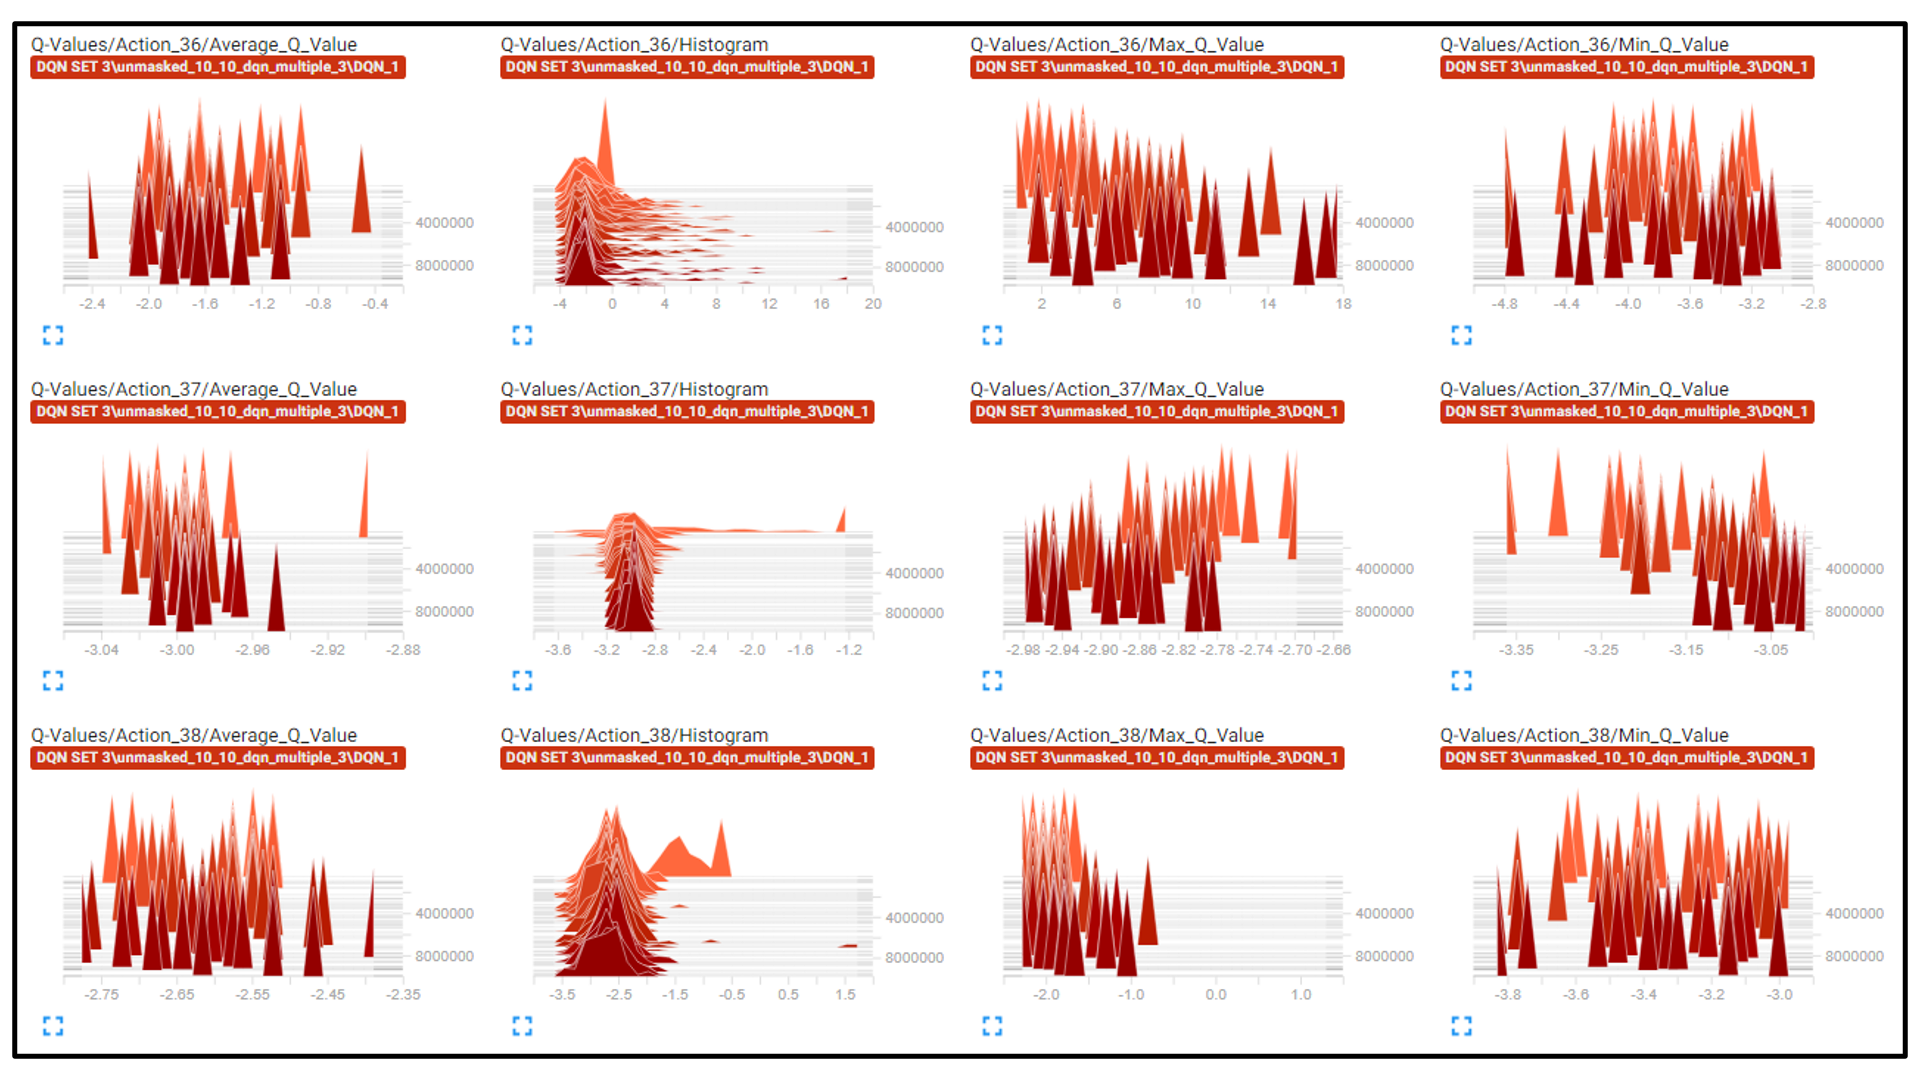 Q-Values/Action_36/Average_Q_Value
DQN SET 3\unmasked_10_10_dqn_multiple_3\DQN_1
4000000
8000000
-2.4 -2.0 -1.6 -1.2 -0.8 -0.4
Q-Values/Action_36/Histogram
DQN SET 3\unmasked_10_10_dqn_multiple_3\DQN_1
4000000
8000000
-4 0 4 8 12 16 20
Q-Values/Action_36/Max_Q_Value
DQN SET 3\unmasked_10_10_dqn_multiple_3\DQN_1
4000000
8000000
2 6 10 14 18
Q-Values/Action_36/Min_Q_Value
DQN SET 3\unmasked_10_10_dqn_multiple_3\DQN_1
4000000
8000000
-4.8 -4.4 -4.0 -3.6 -3.2 -2.8
Q-Values/Action_37/Average_Q_Value
DQN SET 3\unmasked_10_10_dqn_multiple_3\DQN_1
4000000
8000000
-3.04 -3.00 -2.96 -2.92 -2.88
Q-Values/Action_37/Histogram
DQN SET 3\unmasked_10_10_dqn_multiple_3\DQN_1
4000000
8000000
-3.6 -3.2 -2.8 -2.4 -2.0 -1.6 -1.2
Q-Values/Action_37/Max_Q_Value
DQN SET 3\unmasked_10_10_dqn_multiple_3\DQN_1
4000000
8000000
-2.98 -2.94 -2.90 -2.86 -2.82 -2.78 -2.74 -2.70 -2.66
Q-Values/Action_37/Min_Q_Value
DQN SET 3\unmasked_10_10_dqn_multiple_3\DQN_1
4000000
8000000
-3.35 -3.25 -3.15 -3.05
Q-Values/Action_38/Average_Q_Value
DQN SET 3\unmasked_10_10_dqn_multiple_3\DQN_1
4000000
8000000
-2.75 -2.65 -2.55 -2.45 -2.35
Q-Values/Action_38/Histogram
DQN SET 3\unmasked_10_10_dqn_multiple_3\DQN_1
4000000
8000000
-3.5 -2.5 -1.5 -0.5 0.5 1.5
Q-Values/Action_38/Max_Q_Value
DQN SET 3\unmasked_10_10_dqn_multiple_3\DQN_1
4000000
8000000
-2.0 -1.0 0.0 1.0
Q-Values/Action_38/Min_Q_Value
DQN SET 3\unmasked_10_10_dqn_multiple_3\DQN_1
4000000
8000000
-3.8 -3.6 -3.4 -3.2 -3.0